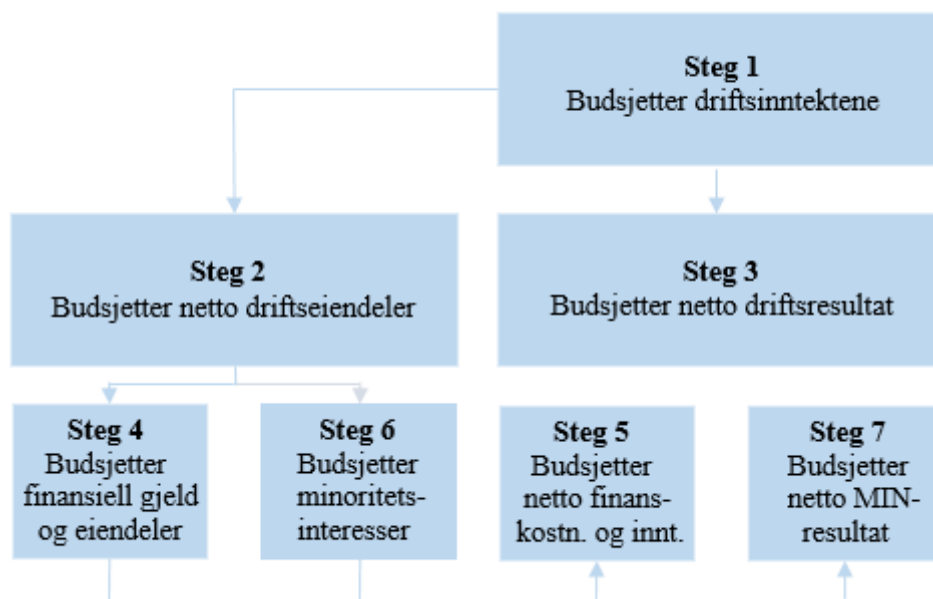 Steg 1
Budsjetter driftsinntektene
Steg 2
Budsjetter netto driftseiendeler
Steg 3
Budsjetter netto driftsresultat
Steg 4
Budsjetter
finansiell gjeld
og eiendeler
Steg 6
Budsjetter
minoritets-
interesser
Steg 5
Budsjetter
netto finans-
kostn. og innt.
Steg 7
Budsjetter
netto MIN-
resultat